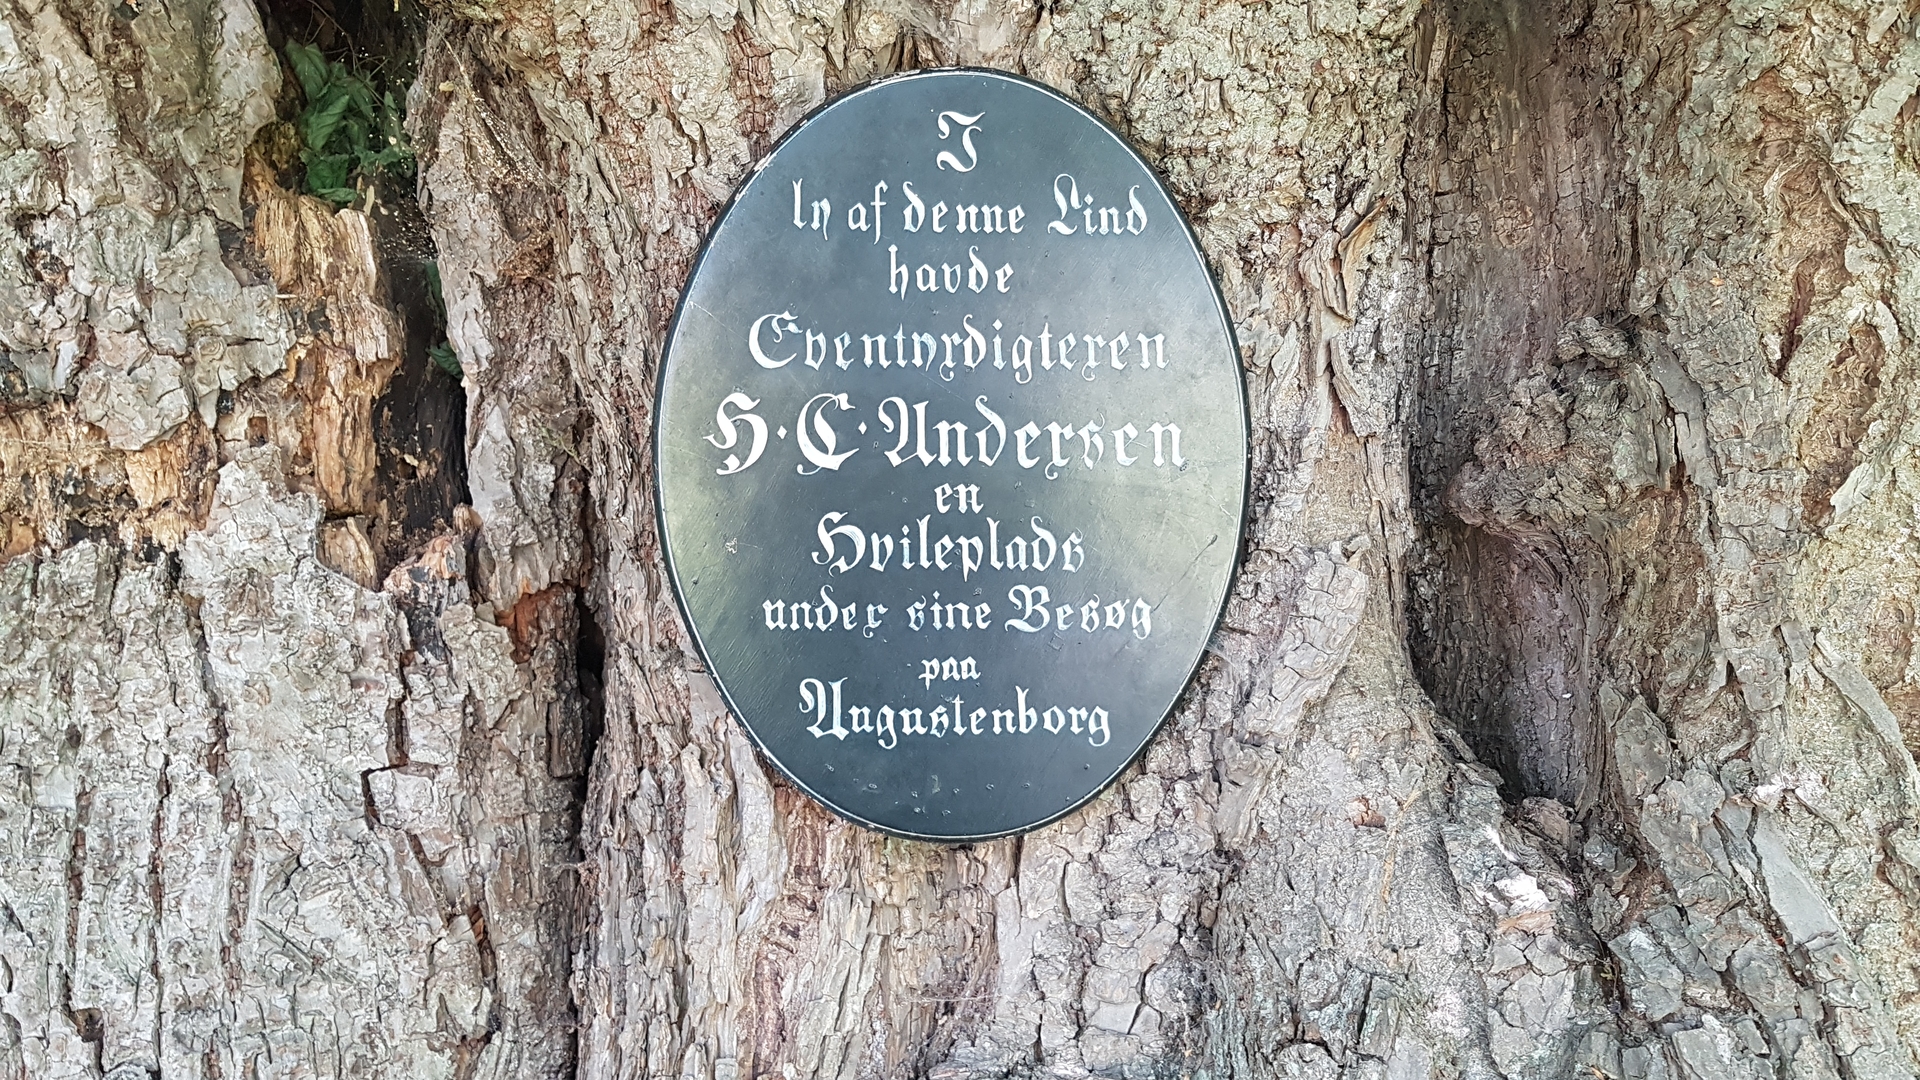 I
ly af denne Lind
havde
Eventyrdigteren
H·C·Andersen
en
Hvileplads
under sine Besøg
paa
Augustenborg